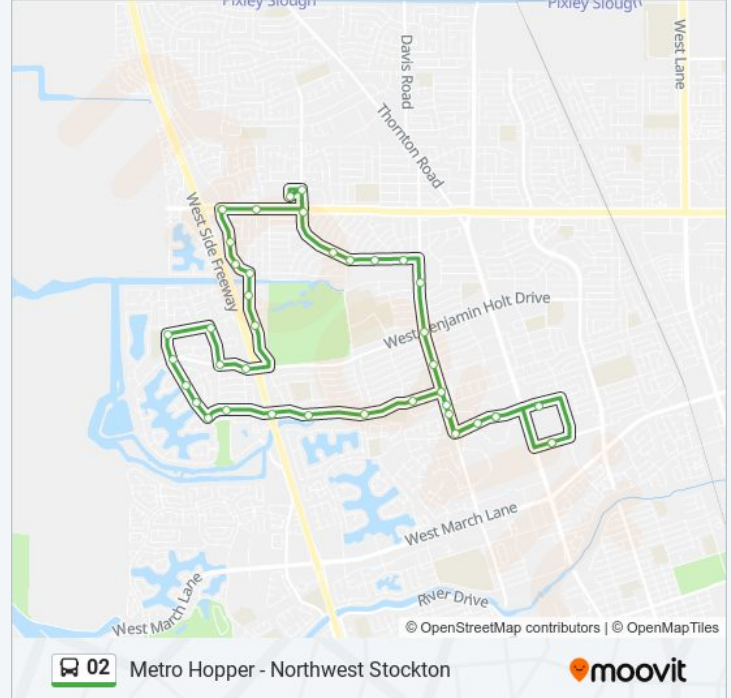 Pixley Slough
Pixley Slough
Davis Road
West Lane
Thornton Road
West Side Freeway
West Benjamin Holt Drive
West March Lane
River Drive
West March Lane
© OpenStreetMap contributors | © OpenMapTiles
02 Metro Hopper - Northwest Stockton
moovit